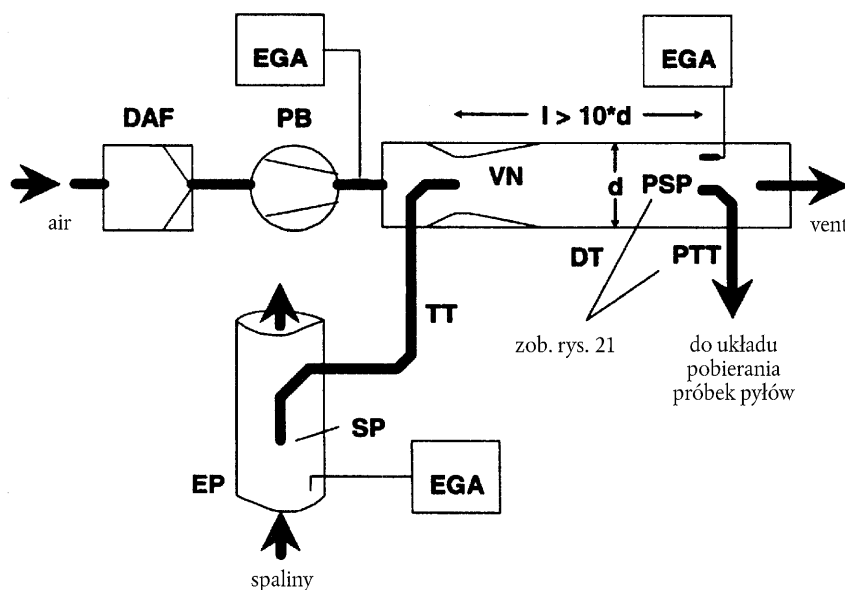 EGA
EGA
DAF
PB
l > 10*d
VN
d
PSP
air
vent
DT
PTT
TT
zob. rys. 21
do układu
pobierania
próbek pyłów
SP
EP
EGA
spaliny